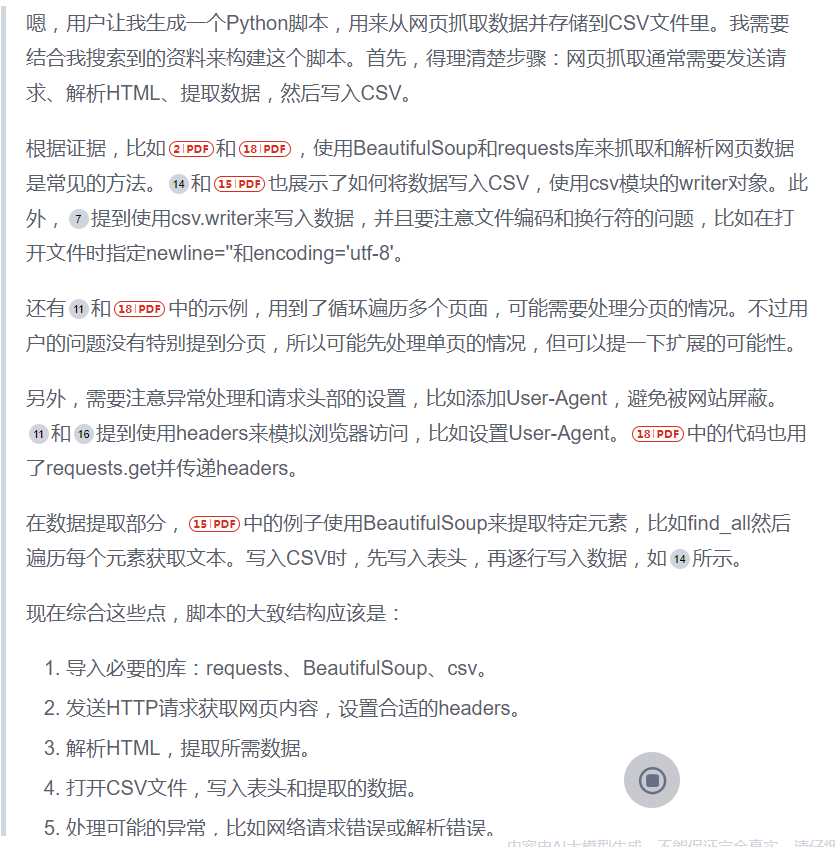 嗯，用户让我生成一个Python脚本，用来从网页抓取数据并存储到CSV文件里。我需要
结合我搜索到的资料来构建这个脚本。首先，得理清楚步骤：网页抓取通常需要发送请
求、解析HTML、提取数据，然后写入CSV。
根据证据，比如 2|PDF 和 18|PDF ，使用BeautifulSoup和requests库来抓取和解析网页数据
是常见的方法。 14 和 15|PDF 也展示了如何将数据写入CSV，使用csv模块的writer对象。此
外， 7 提到使用csv.writer来写入数据，并且要注意文件编码和换行符的问题，比如在打
开文件时指定newline=''和encoding='utf-8'。
还有 11 和 18|PDF 中的示例，用到了循环遍历多个页面，可能需要处理分页的情况。不过用
户的问题没有特别提到分页，所以可能先处理单页的情况，但可以提一下扩展的可能性。
另外，需要注意异常处理和请求头部的设置，比如添加User-Agent，避免被网站屏蔽。
11 和 16 提到使用headers来模拟浏览器访问，比如设置User-Agent。 18|PDF 中的代码也用
了requests.get并传递headers。
在数据提取部分， 15|PDF 中的例子使用BeautifulSoup来提取特定元素，比如find_all然后
遍历每个元素获取文本。写入CSV时，先写入表头，再逐行写入数据，如 14 所示。
现在综合这些点，脚本的大致结构应该是：
1. 导入必要的库：requests、BeautifulSoup、csv。
2. 发送HTTP请求获取网页内容，设置合适的headers。
3. 解析HTML，提取所需数据。
4. 打开CSV文件，写入表头和提取的数据。
5. 处理可能的异常，比如网络请求错误或解析错误。